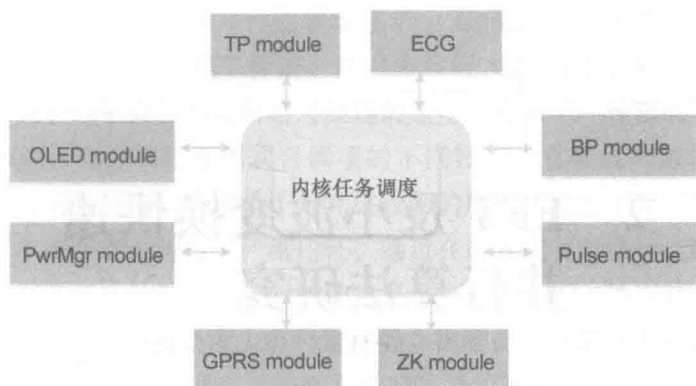 TP module
ECG
OLED module
BP module
内核任务调度
PwrMgr module
Pulse module
GPRS module
ZK module